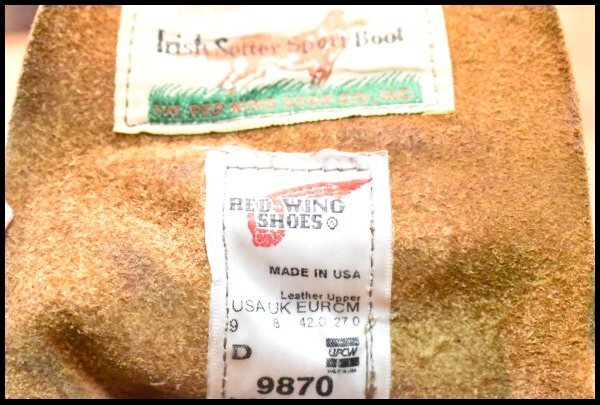 Irish Setter Sport Boot
RED WING
SHOES®
MADE IN USA
Leather Upper
USA UK EUR CM
9 8 42.0 27.0
D
UFCW
9870